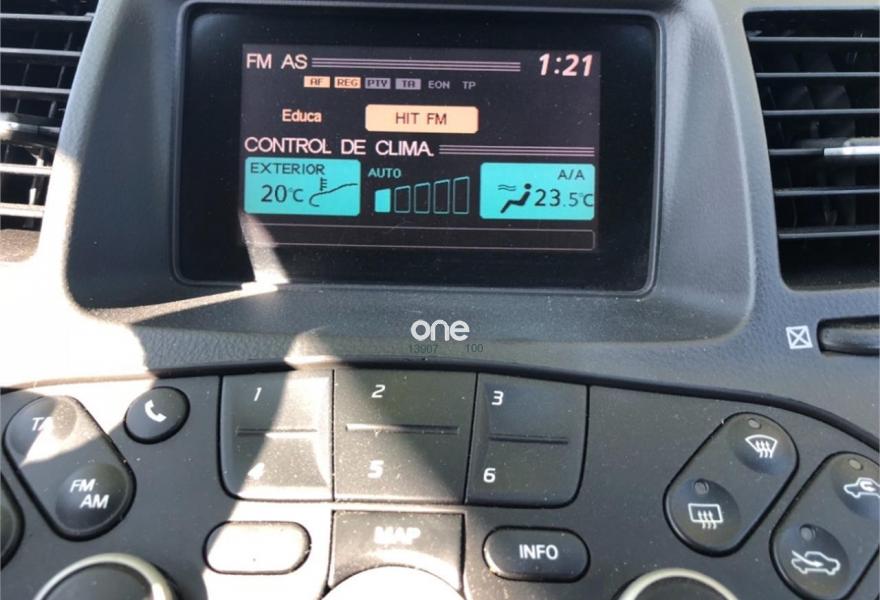 FM AS 1:21
AF REG PTY TA EON TP
Educa HIT FM
CONTROL DE CLIMA
EXTERIOR AUTO A/A
20°C 23.5°C
one
13907 100
1 2 3
TA
4 5 6
FM
AM
MAP INFO